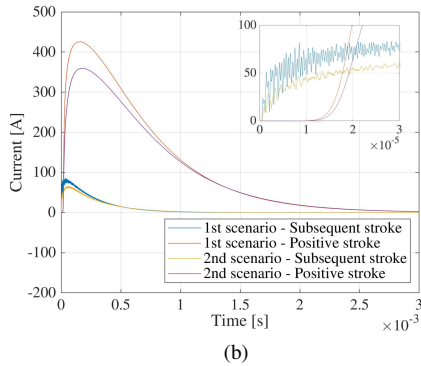 500
400
300
200
100
0
-100
-200
Current [A]
100
50
0
0 1 2 3
×10⁻⁵
1st scenario - Subsequent stroke
1st scenario - Positive stroke
2nd scenario - Subsequent stroke
2nd scenario - Positive stroke
0 0.5 1 1.5 2 2.5 3
Time [s]
×10⁻³
(b)